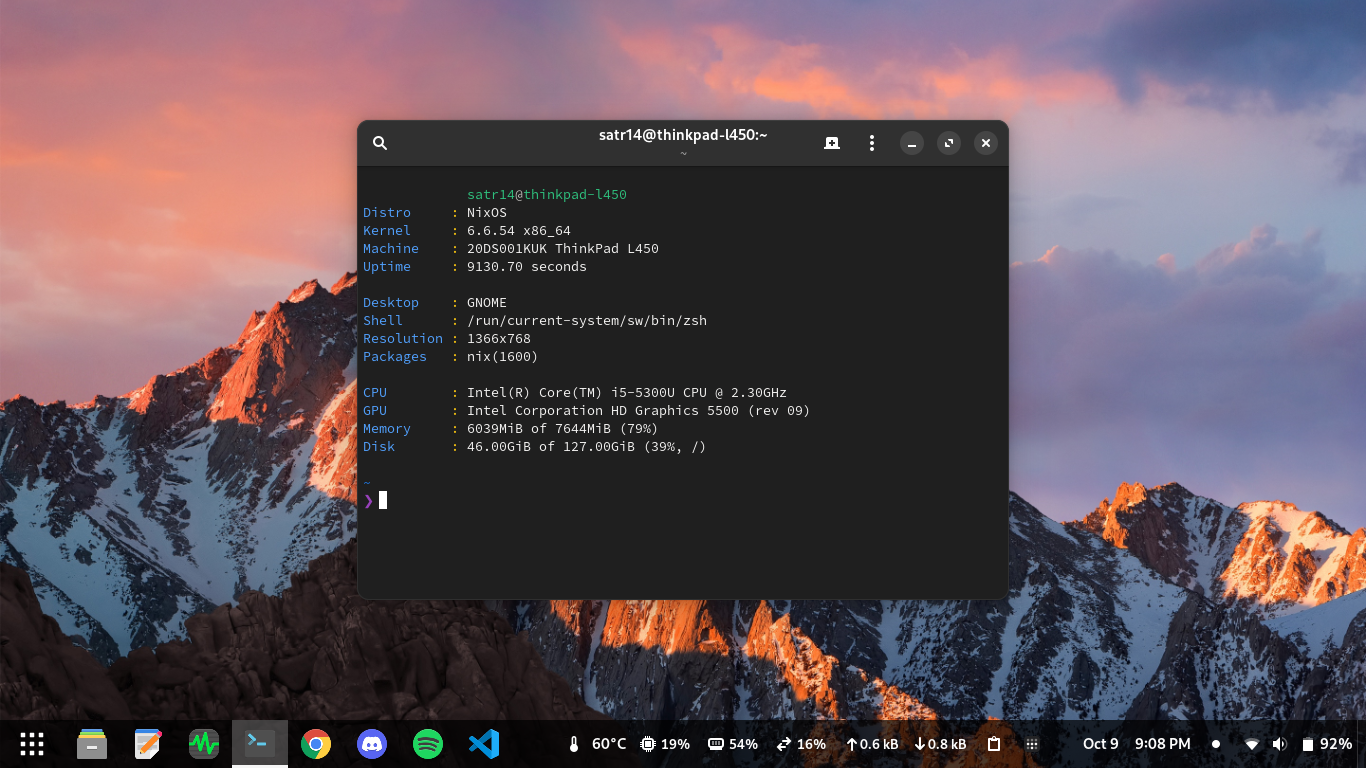 satr14@thinkpad-l450:~
~
satr14@thinkpad-l450
Distro : NixOS
Kernel : 6.6.54 x86_64
Machine : 20DS001KUK ThinkPad L450
Uptime : 9130.70 seconds
Desktop : GNOME
Shell : /run/current-system/sw/bin/zsh
Resolution : 1366x768
Packages : nix(1600)
CPU : Intel(R) Core(TM) i5-5300U CPU @ 2.30GHz
GPU : Intel Corporation HD Graphics 5500 (rev 09)
Memory : 6039MiB of 7644MiB (79%)
Disk : 46.00GiB of 127.00GiB (39%, /)
~
❯
60°C 19% 54% 16% 0.6 kB 0.8 kB Oct 9 9:08 PM 92%